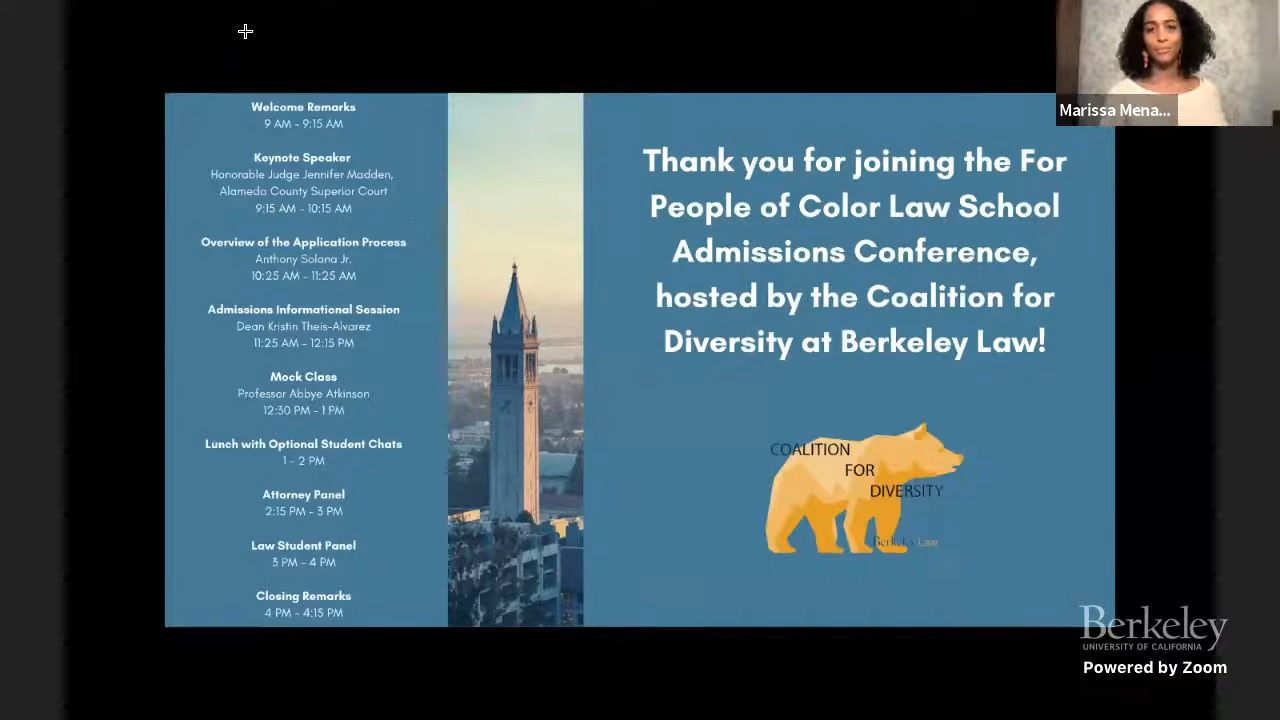 Marissa Mena...
Welcome Remarks
9 AM - 9:15 AM
Keynote Speaker
Honorable Judge Jennifer Madden,
Alameda County Superior Court
9:15 AM - 10:15 AM
Overview of the Application Process
Anthony Solana Jr.
10:25 AM - 11:25 AM
Admissions Informational Session
Dean Kristin Theis-Alvarez
11:25 AM - 12:15 PM
Mock Class
Professor Abbye Atkinson
12:30 PM - 1 PM
Lunch with Optional Student Chats
1 - 2 PM
Attorney Panel
2:15 PM - 3 PM
Law Student Panel
3 PM - 4 PM
Closing Remarks
4 PM - 4:15 PM
Thank you for joining the For
People of Color Law School
Admissions Conference,
hosted by the Coalition for
Diversity at Berkeley Law!
COALITION
FOR
DIVERSITY
Berkeley Law
Berkeley
UNIVERSITY OF CALIFORNIA
Powered by Zoom